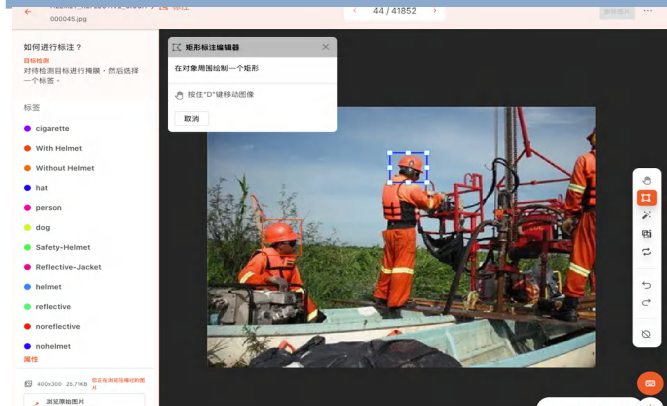 标注
000045.jpg
44 / 41852
如何进行标注？
目标检测
对待检测目标进行掩膜，然后选择
一个标签。
标签
cigarette
With Helmet
Without Helmet
hat
person
dog
Safety-Helmet
Reflective-Jacket
helmet
reflective
noreflective
nohelmet
属性
400x300 25.71KB
浏览原始图片
矩形标注编辑器
在对象周围绘制一个矩形
按住“D”键移动图像
取消